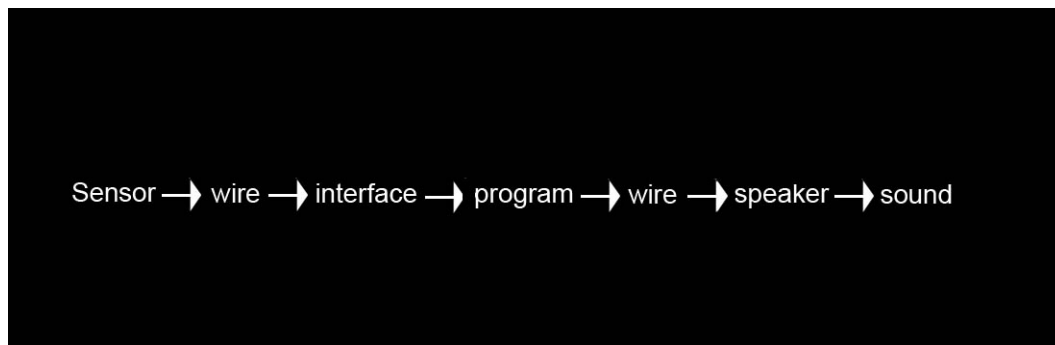 Sensor → wire → interface → program → wire → speaker → sound